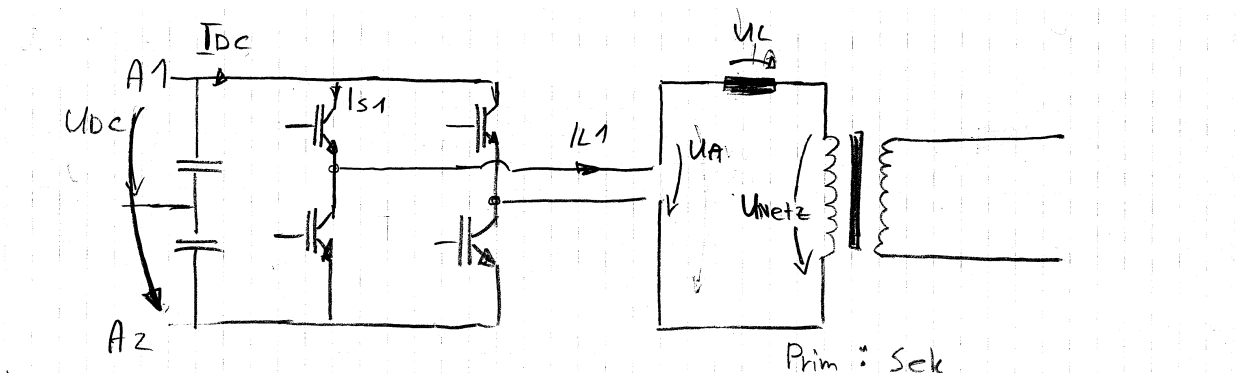 IDC
UL
A1
IS1
UDC
IL1
UA
UNetz
A2
Prim : Sek